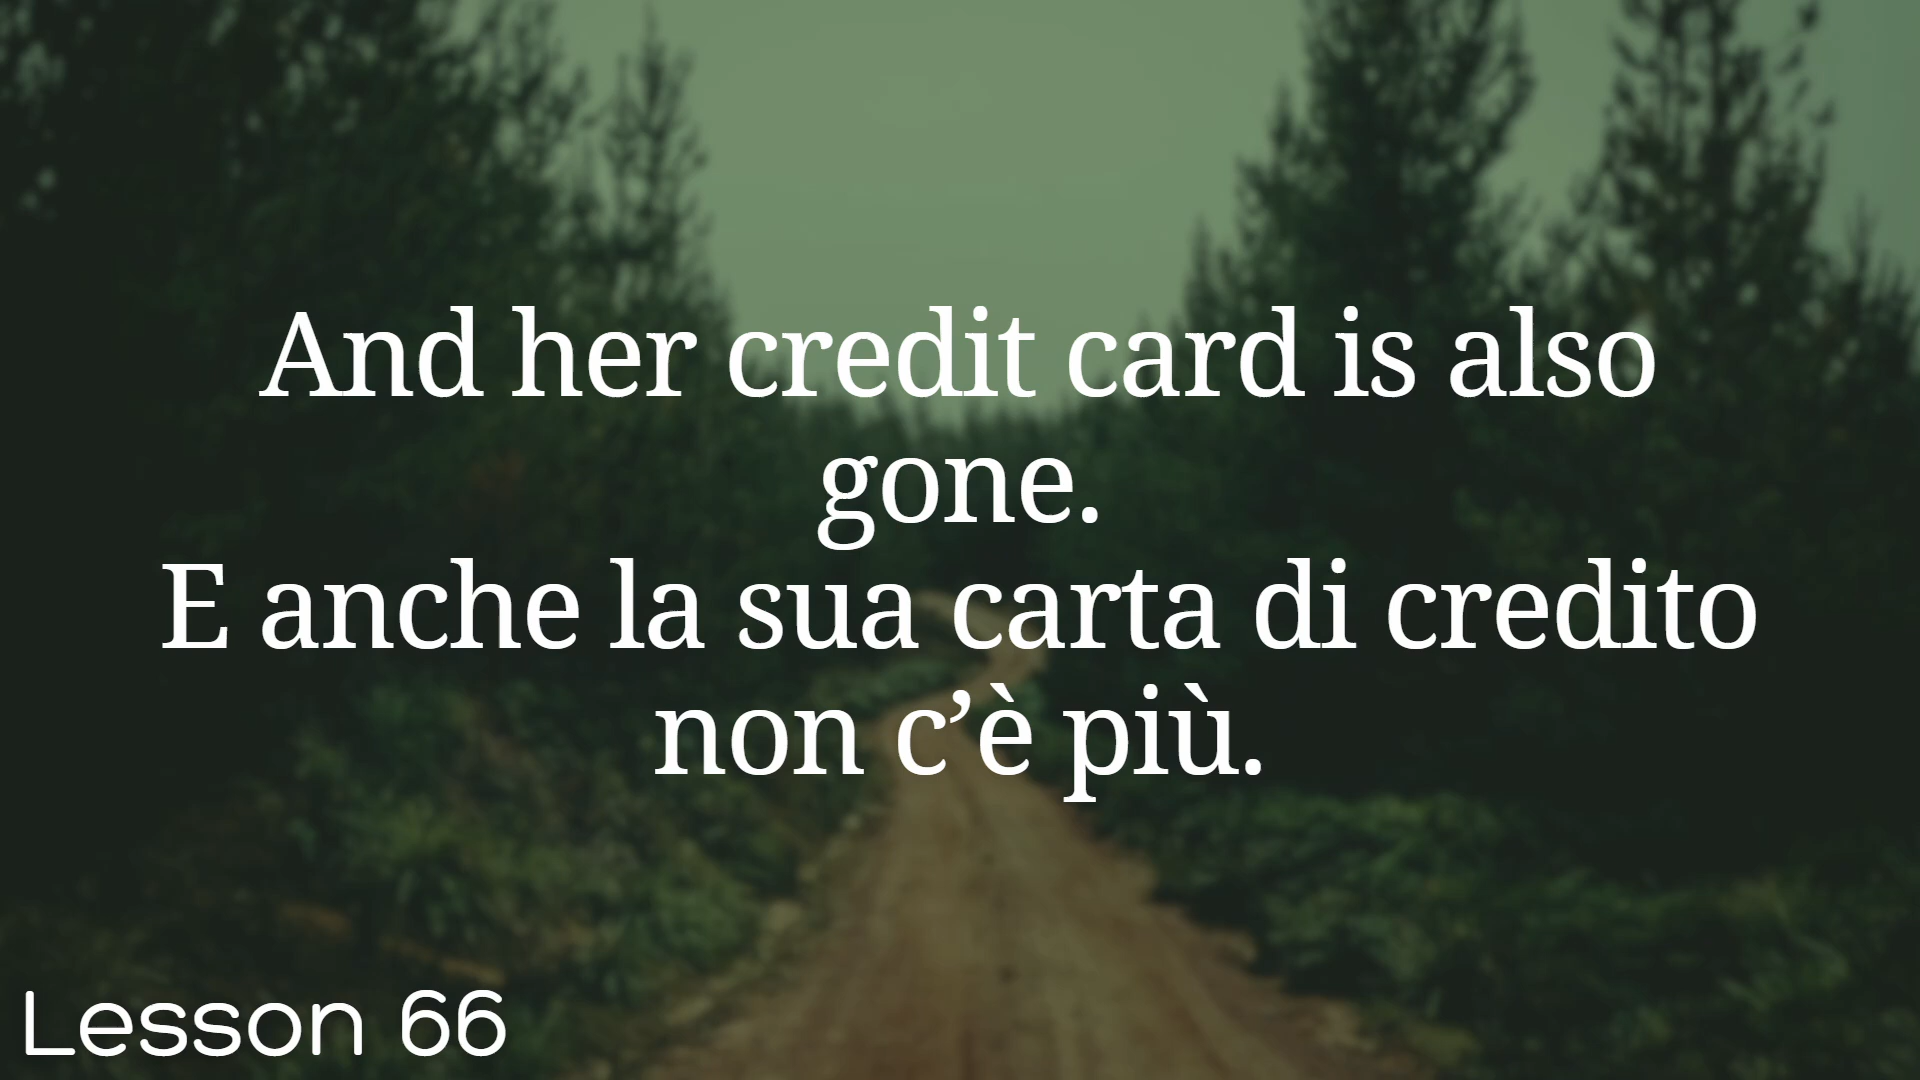 And her credit card is also
gone.
E anche la sua carta di credito
non c’è più.
Lesson 66